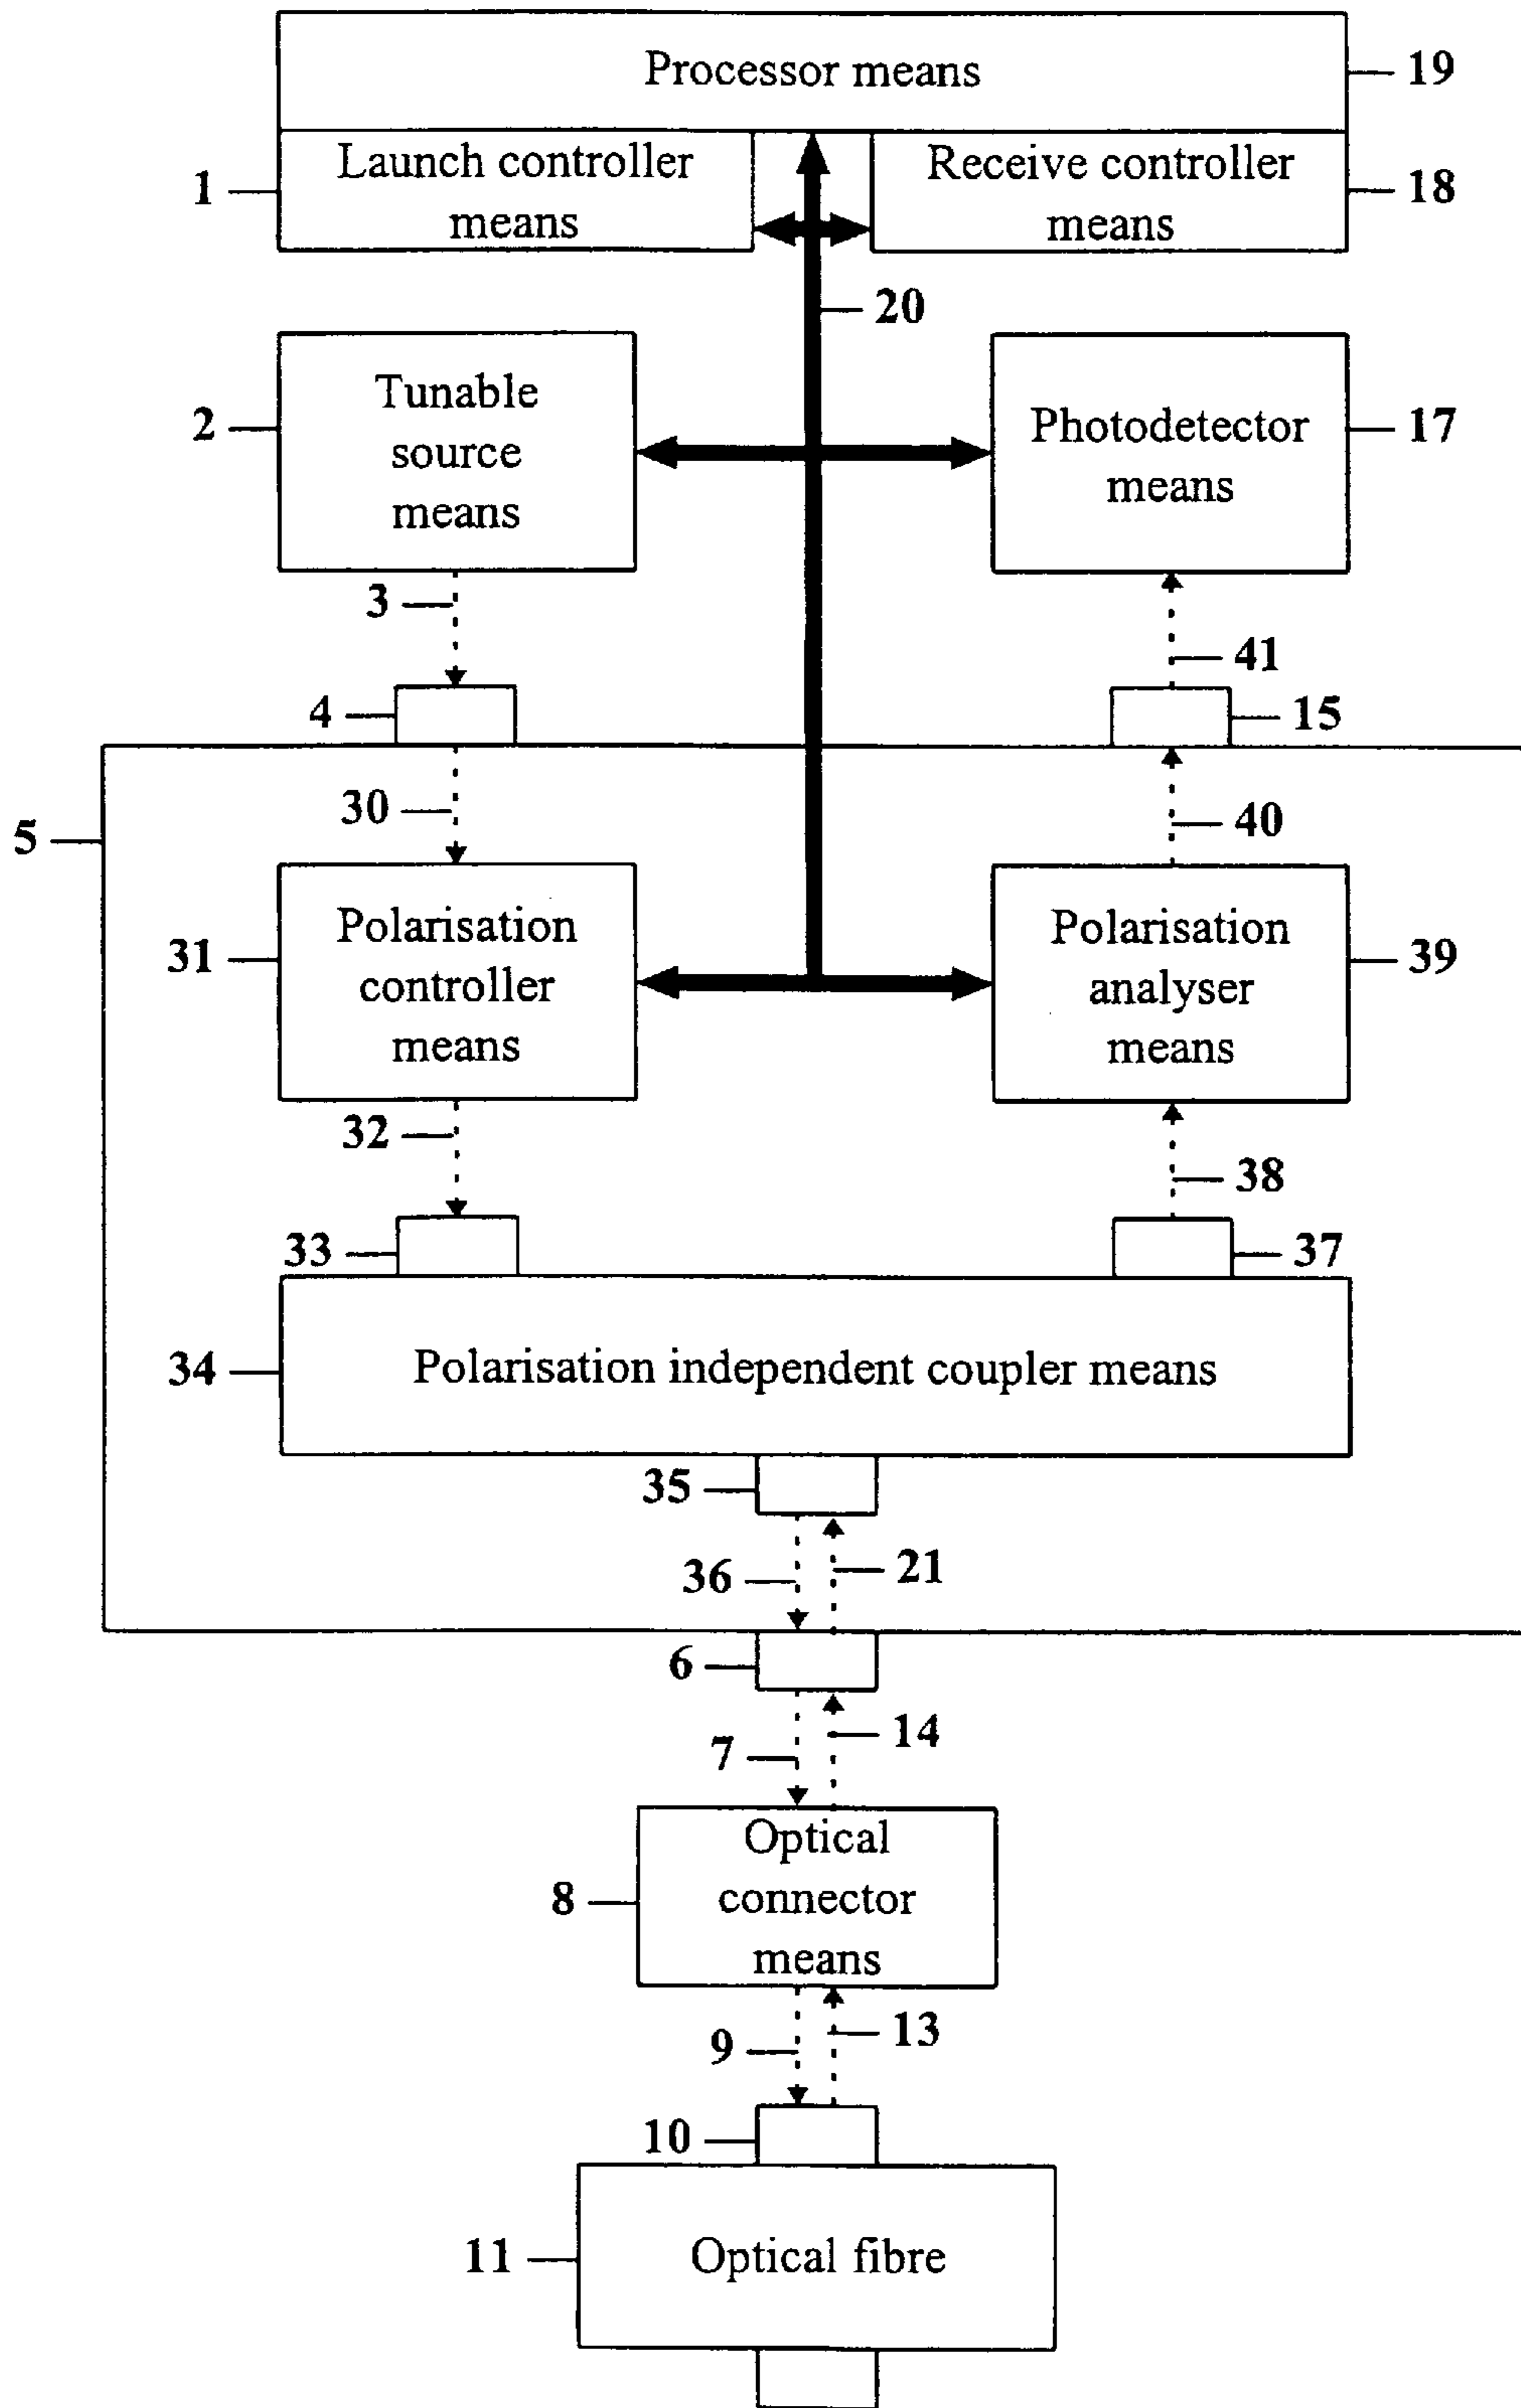 Processor means
19
Launch controller
means
1
Receive controller
means
18
20
Tunable
source
means
2
Photodetector
means
17
3
41
4
15
5
30
40
Polarisation
controller
means
31
Polarisation
analyser
means
39
32
38
33
37
34
Polarisation independent coupler means
35
36
21
6
7
14
8
Optical
connector
means
9
13
10
11
Optical fibre